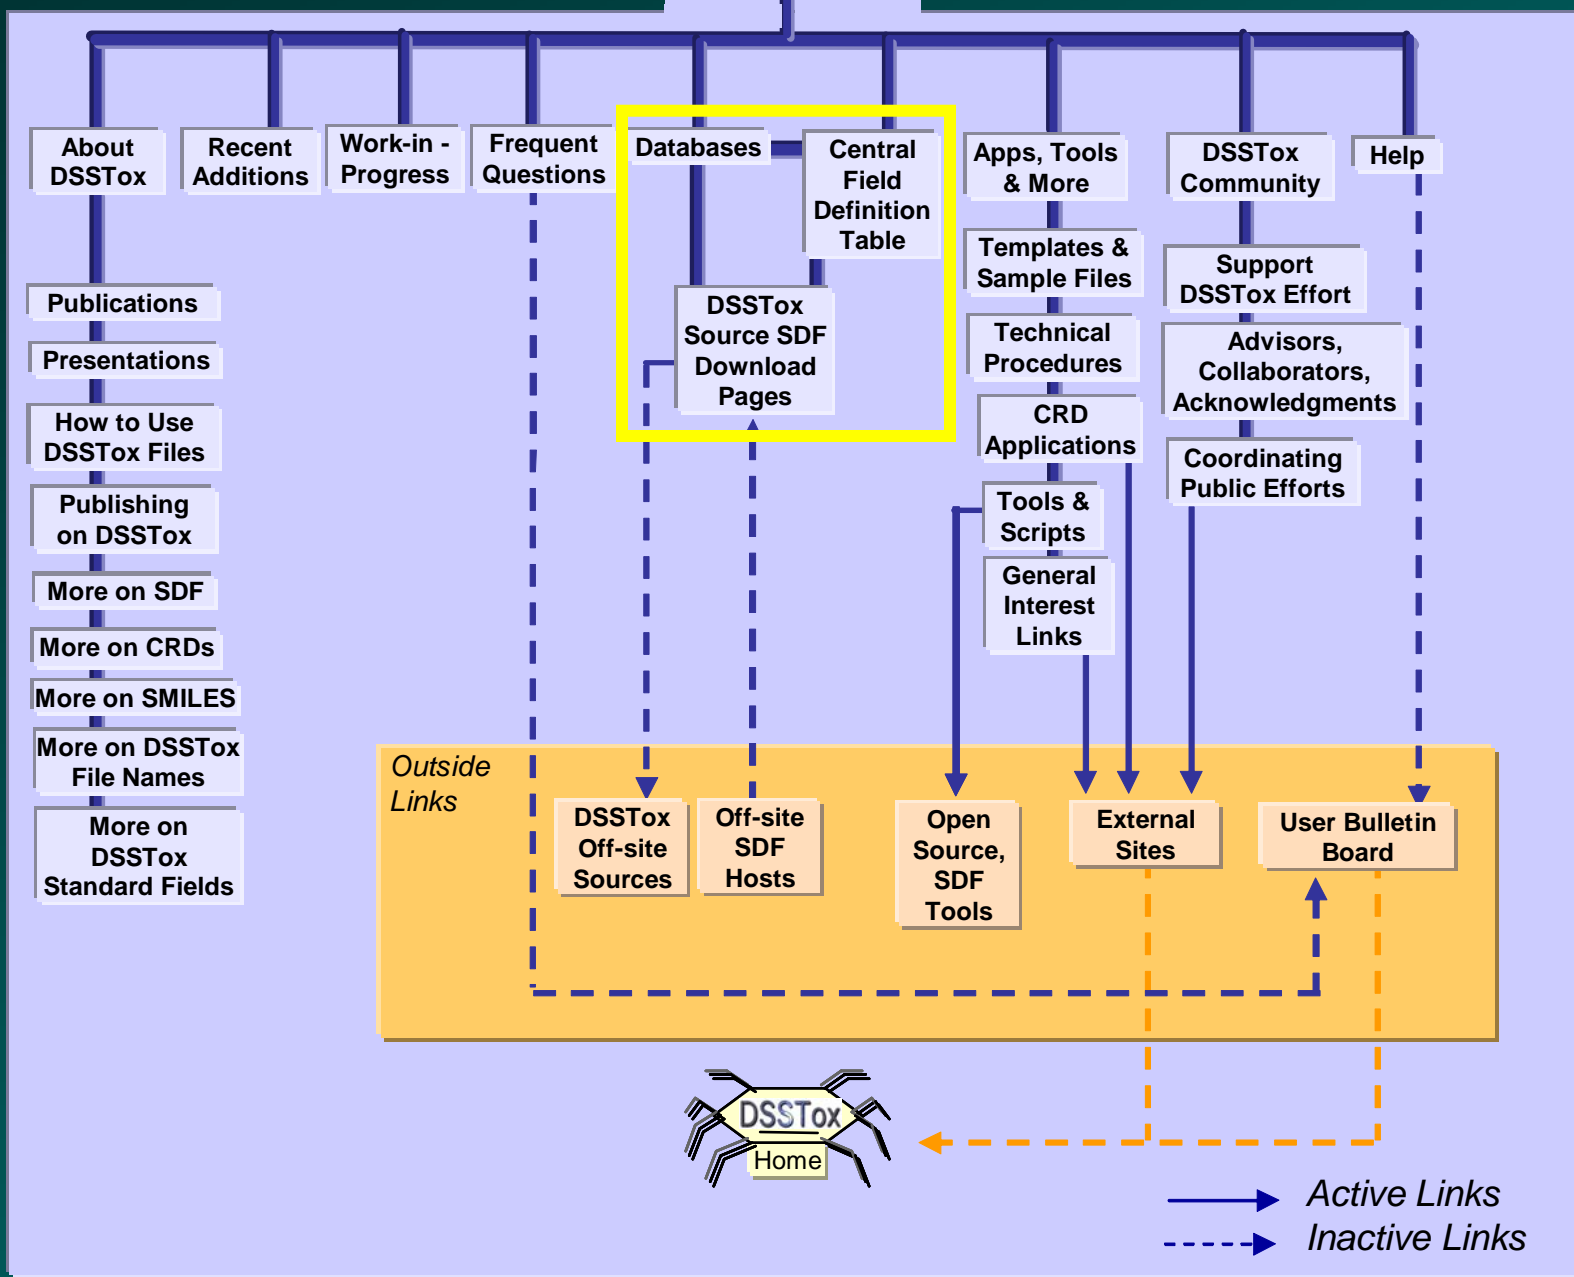 About
DSSTox
Recent
Additions
Work-in -
Progress
Frequent
Questions
Databases
Central
Field
Definition
Table
Apps, Tools
& More
DSSTox
Community
Help
Publications
Presentations
How to Use
DSSTox Files
Publishing
on DSSTox
More on SDF
More on CRDs
More on SMILES
More on DSSTox
File Names
More on
DSSTox
Standard Fields
DSSTox
Source SDF
Download
Pages
Templates &
Sample Files
Technical
Procedures
CRD
Applications
Tools &
Scripts
General
Interest
Links
Support
DSSTox Effort
Advisors,
Collaborators,
Acknowledgments
Coordinating
Public Efforts
Outside
Links
DSSTox
Off-site
Sources
Off-site
SDF
Hosts
Open
Source,
SDF
Tools
External
Sites
User Bulletin
Board
DSSTox
Home
Active Links
Inactive Links